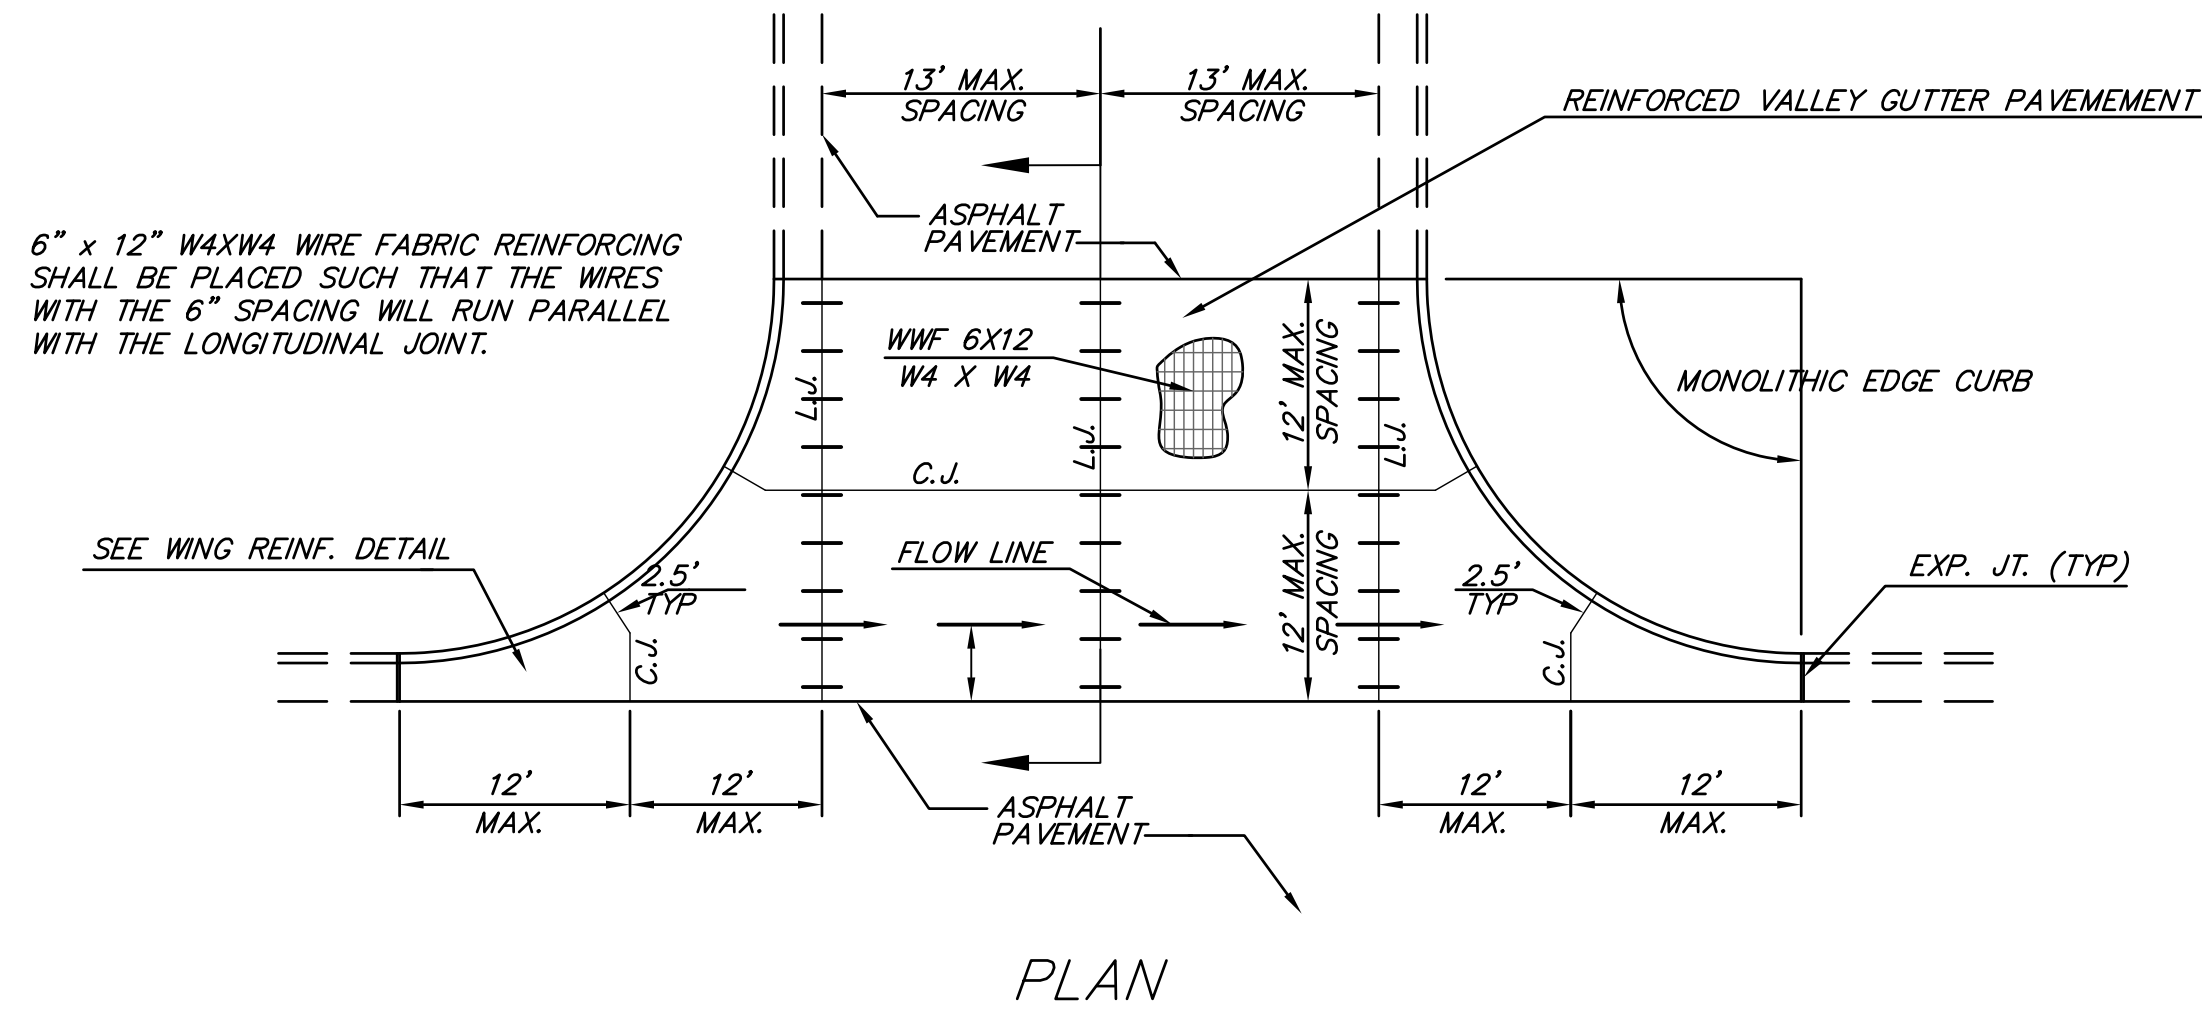 13' MAX.
SPACING
13' MAX.
SPACING
REINFORCED VALLEY GUTTER PAVEMEMENT
ASPHALT
PAVEMENT
6" x 12" W4XW4 WIRE FABRIC REINFORCING
SHALL BE PLACED SUCH THAT THE WIRES
WITH THE 6" SPACING WILL RUN PARALLEL
WITH THE LONGITUDINAL JOINT.
WWF 6X12
W4 X W4
12' MAX.
SPACING
L.J.
L.J.
L.J.
MONOLITHIC EDGE CURB
C.J.
SEE WING REINF. DETAIL
FLOW LINE
12' MAX.
SPACING
2.5'
TYP
2.5'
TYP
EXP. JT. (TYP)
C.J.
C.J.
12'
MAX.
12'
MAX.
12'
MAX.
12'
MAX.
ASPHALT
PAVEMENT
PLAN